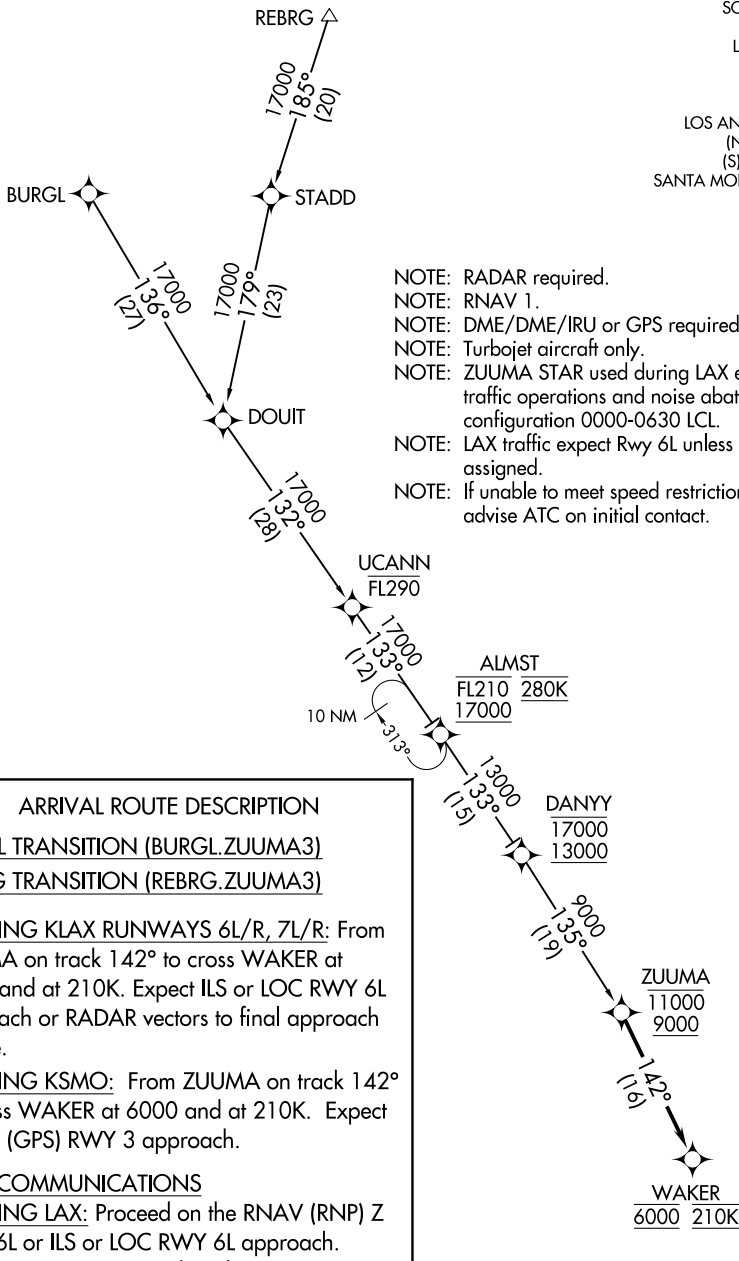 REBRG
17000
185°
(20)
BURGL
STADD
17000
136°
(27)
17000
179°
(23)
DOUIT
SC
L
LOS AN
(N
(S)
SANTA MO
NOTE: RADAR required.
NOTE: RNAV 1.
NOTE: DME/DME/IRU or GPS required
NOTE: Turbojet aircraft only.
NOTE: ZUUMA STAR used during LAX e
traffic operations and noise abat
configuration 0000-0630 LCL.
NOTE: LAX traffic expect Rwy 6L unless
assigned.
NOTE: If unable to meet speed restriction
advise ATC on initial contact.
17000
132°
(28)
UCANN
FL290
17000
133°
(12)
ALMST
FL210 280K
17000
10 NM
313°
13000
133°
(15)
DANYY
17000
13000
9000
135°
(19)
ZUUMA
11000
9000
142°
(16)
WAKER
6000 210K
ARRIVAL ROUTE DESCRIPTION
L TRANSITION (BURGL.ZUUMA3)
G TRANSITION (REBRG.ZUUMA3)
NG KLAX RUNWAYS 6L/R, 7L/R: From
MA on track 142° to cross WAKER at
and at 210K. Expect ILS or LOC RWY 6L
ach or RADAR vectors to final approach
e.
NG KSMO: From ZUUMA on track 142°
ss WAKER at 6000 and at 210K. Expect
(GPS) RWY 3 approach.
COMMUNICATIONS
NG LAX: Proceed on the RNAV (RNP) Z
6L or ILS or LOC RWY 6L approach.